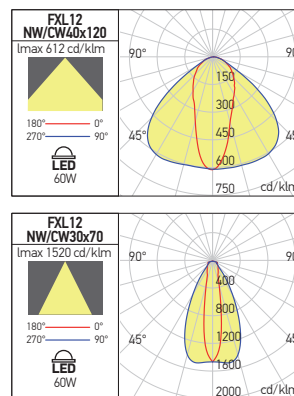 FXL12
NW/CW40x120
Imax 612 cd/klm
180° 0°
270° 90°
LED
60W
90° 90
45° 45
150
300
450
600
750 cd/klm
FXL12
NW/CW30x70
Imax 1520 cd/klm
180° 0°
270° 90°
LED
60W
90° 90
45° 45
400
800
1200
1600
2000 cd/klm